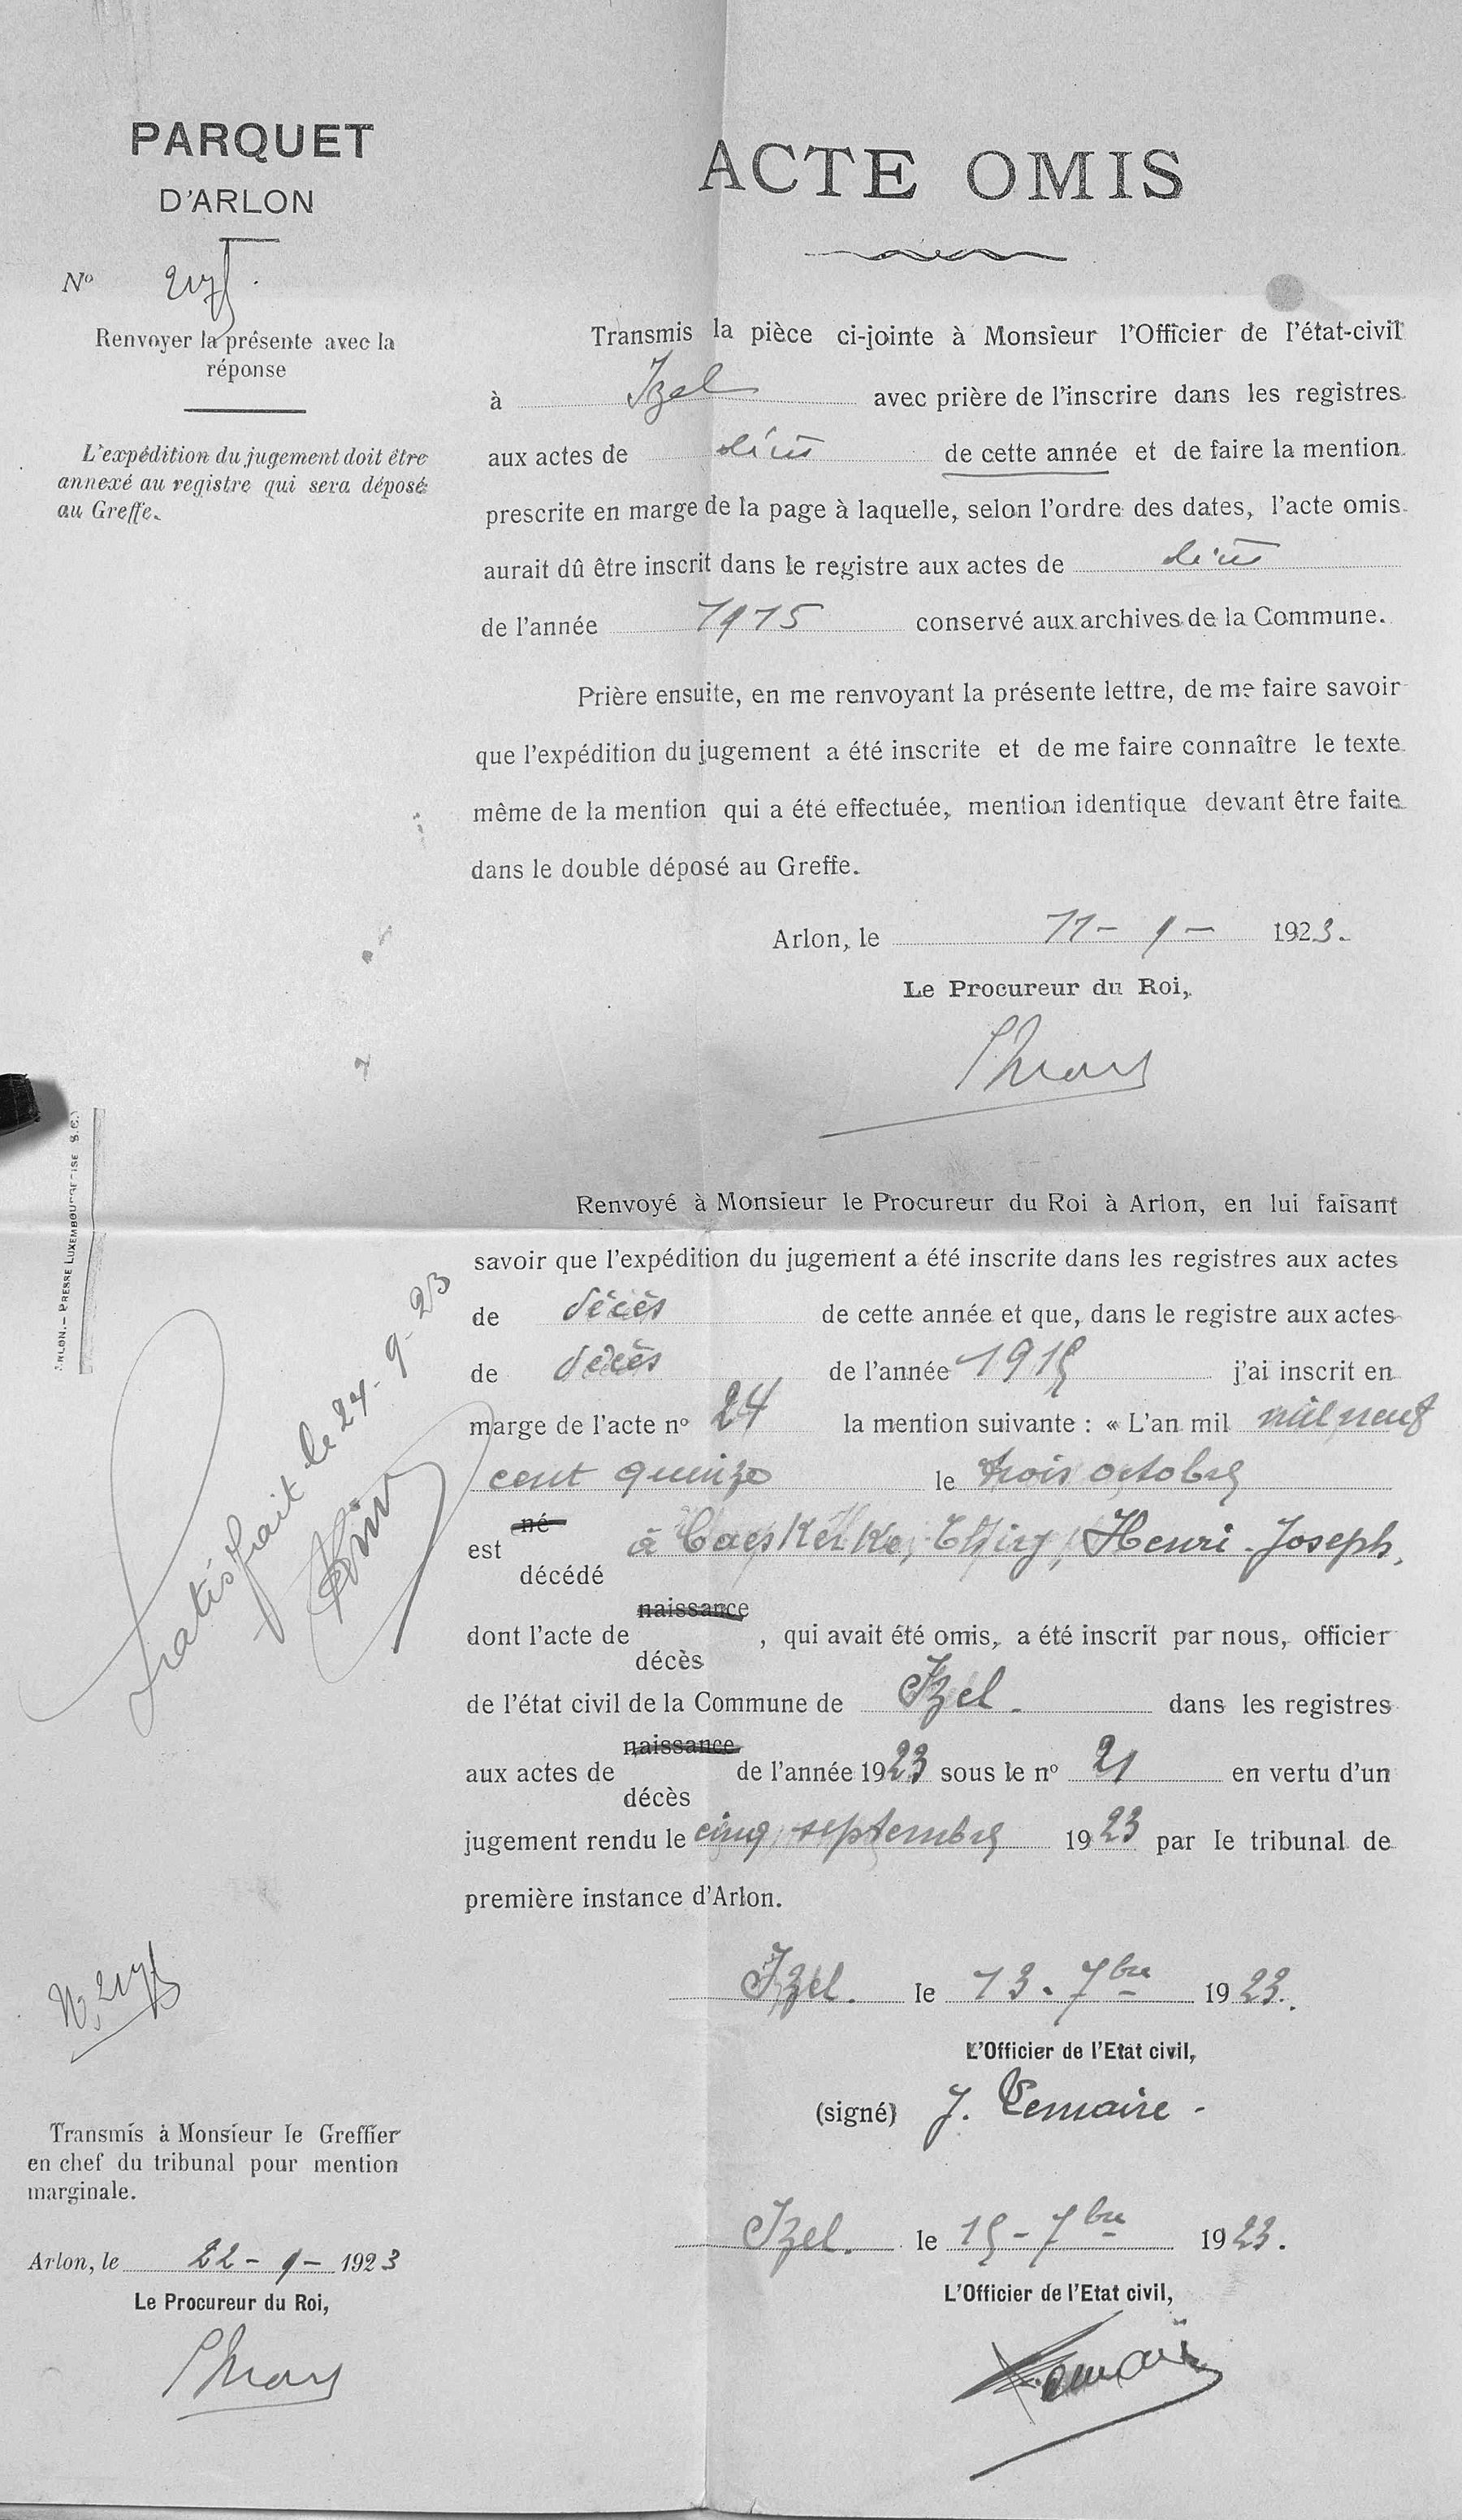 PARQUET
D'ARLON
Nº
Renvoyer la présente avec la
réponse
L'expédition du jugement doit être
annexé au registre qui sera déposé
au Greffe.
ACTE OMIS
Transmis la pièce ci-jointe à Monsieur l'Officier de l'état-civil
à Izel avec prière de l'inscrire dans les registres
aux actes de décès de cette année et de faire la mention
prescrite en marge de la page à laquelle, selon l'ordre des dates, l'acte omis
aurait dû être inscrit dans le registre aux actes de décès
de l'année 1915 conservé aux archives de la Commune.
Prière ensuite, en me renvoyant la présente lettre, de me faire savoir
que l'expédition du jugement a été inscrite et de me faire connaître le texte
même de la mention qui a été effectuée, mention identique devant être faite
dans le double déposé au Greffe.
Arlon, le 11 - 9 - 1923.
Le Procureur du Roi,
ARLON. — PRESSE LUXEMBOURGEOISE S.C.
Renvoyé à Monsieur le Procureur du Roi à Arlon, en lui faisant
savoir que l'expédition du jugement a été inscrite dans les registres aux actes
de décès de cette année et que, dans le registre aux actes
de décès de l'année 1915 j'ai inscrit en
marge de l'acte nº 24 la mention suivante : « L'an mil mil neuf
cent quinze le trois octobre
est né décédé à Caeskerke, Thiry, Henri-Joseph,
dont l'acte de naissance décès, qui avait été omis, a été inscrit par nous, officier
de l'état civil de la Commune de Izel dans les registres
aux actes de naissance décès de l'année 1923 sous le nº 21 en vertu d'un
jugement rendu le cinq septembre 1923 par le tribunal de
première instance d'Arlon.
Satisfait le 24-9-23
Izel. le 13. 7bre 1923.
L'Officier de l'Etat civil,
(signé) J. Lemaire.
Izel. le 15 - 7bre 1923.
L'Officier de l'Etat civil,
Transmis à Monsieur le Greffier
en chef du tribunal pour mention
marginale.
Arlon, le 22 - 9 - 1923
Le Procureur du Roi,